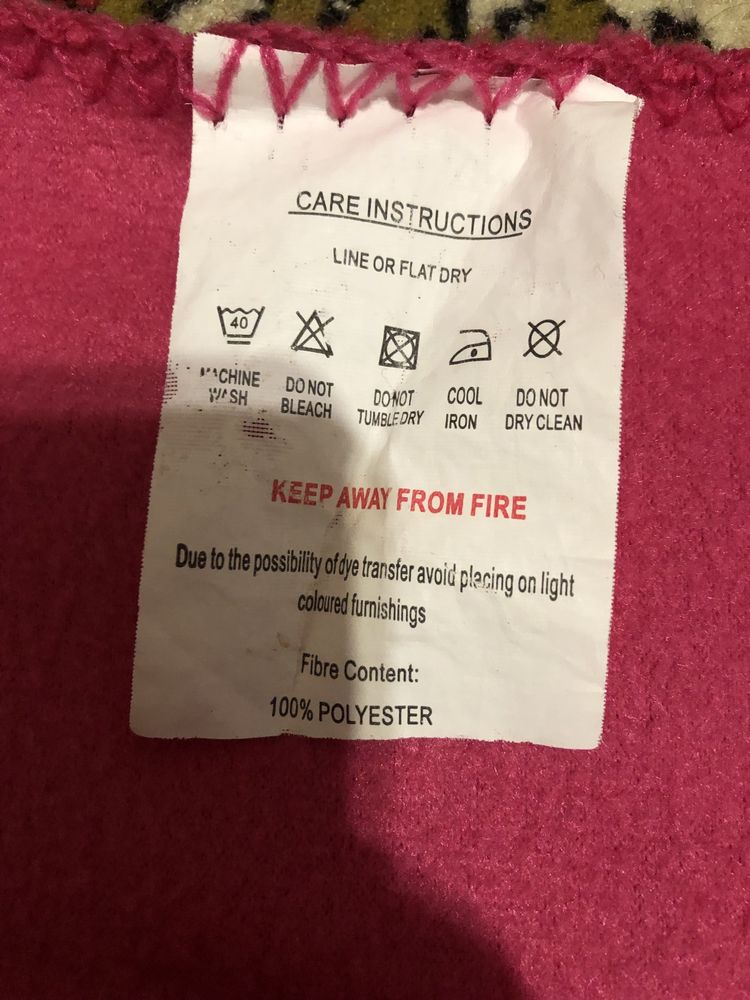 CARE INSTRUCTIONS
LINE OR FLAT DRY
40
MACHINE WASH
DO NOT BLEACH
DO NOT TUMBLE DRY
COOL IRON
DO NOT DRY CLEAN
KEEP AWAY FROM FIRE
Due to the possibility of dye transfer avoid placing on light
coloured furnishings
Fibre Content:
100% POLYESTER